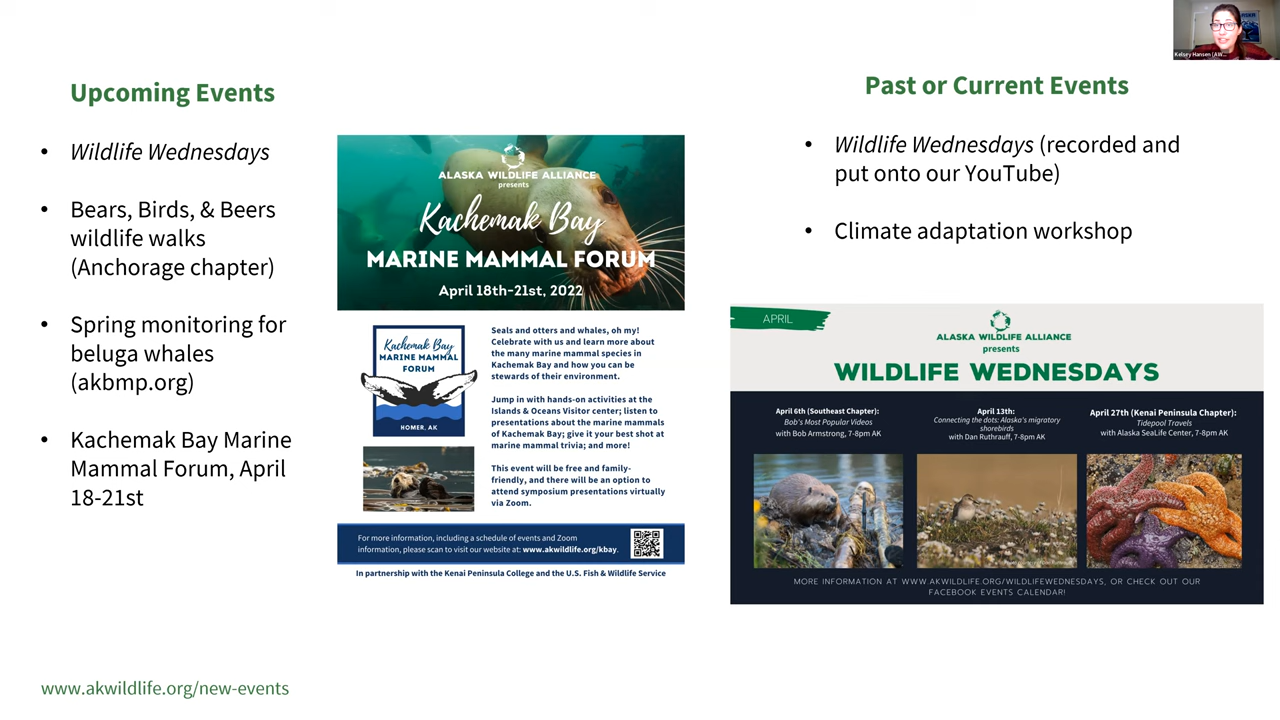 Kelsey Hansen (AW...
Upcoming Events
• Wildlife Wednesdays
• Bears, Birds, & Beers
wildlife walks
(Anchorage chapter)
• Spring monitoring for
beluga whales
(akbmp.org)
• Kachemak Bay Marine
Mammal Forum, April
18-21st
ALASKA WILDLIFE ALLIANCE
presents
Kachemak Bay
MARINE MAMMAL FORUM
April 18th-21st, 2022
Kachemak Bay
MARINE MAMMAL
FORUM
HOMER, AK
Seals and otters and whales, oh my!
Celebrate with us and learn more about
the many marine mammal species in
Kachemak Bay and how you can be
stewards of their environment.
Jump in with hands-on activities at the
Islands & Oceans Visitor center; listen to
presentations about the marine mammals
of Kachemak Bay; give it your best shot at
marine mammal trivia; and more!
This event will be free and family-
friendly, and there will be an option to
attend symposium presentations virtually
via Zoom.
For more information, including a schedule of events and Zoom
information, please scan to visit our website at: www.akwildlife.org/kbay.
In partnership with the Kenai Peninsula College and the U.S. Fish & Wildlife Service
Past or Current Events
• Wildlife Wednesdays (recorded and
put onto our YouTube)
• Climate adaptation workshop
APRIL
ALASKA WILDLIFE ALLIANCE
presents
WILDLIFE WEDNESDAYS
April 6th (Southeast Chapter):
Bob's Most Popular Videos
with Bob Armstrong, 7-8pm AK
April 13th:
Connecting the dots: Alaska's migratory
shorebirds
with Dan Ruthrauff, 7-8pm AK
April 27th (Kenai Peninsula Chapter):
Tidepool Travels
with Alaska SeaLife Center, 7-8pm AK
MORE INFORMATION AT WWW.AKWILDLIFE.ORG/WILDLIFEWEDNESDAYS, OR CHECK OUT OUR
FACEBOOK EVENTS CALENDAR!
www.akwildlife.org/new-events